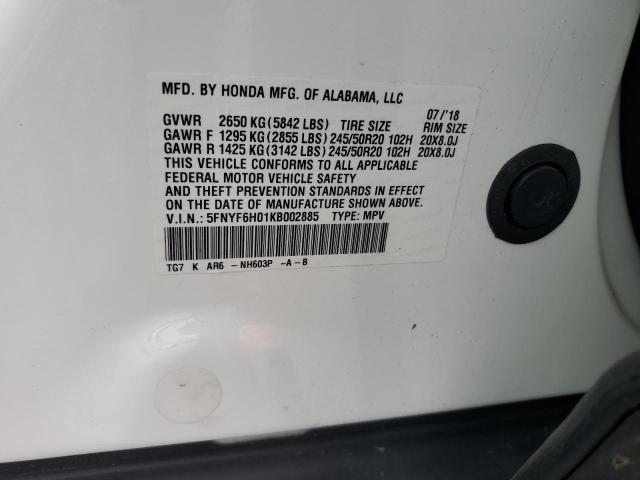 MFD. BY HONDA MFG. OF ALABAMA, LLC
07/'18
GVWR 2650 KG (5842 LBS) TIRE SIZE RIM SIZE
GAWR F 1295 KG (2855 LBS) 245/50R20 102H 20X8.0J
GAWR R 1425 KG (3142 LBS) 245/50R20 102H 20X8.0J
THIS VEHICLE CONFORMS TO ALL APPLICABLE
FEDERAL MOTOR VEHICLE SAFETY
AND THEFT PREVENTION STANDARDS IN EFFECT
ON THE DATE OF MANUFACTURE SHOWN ABOVE.
V.I.N.: 5FNYF6H01KB002885 TYPE: MPV
TG7 K AR6 -NH603P -A-B